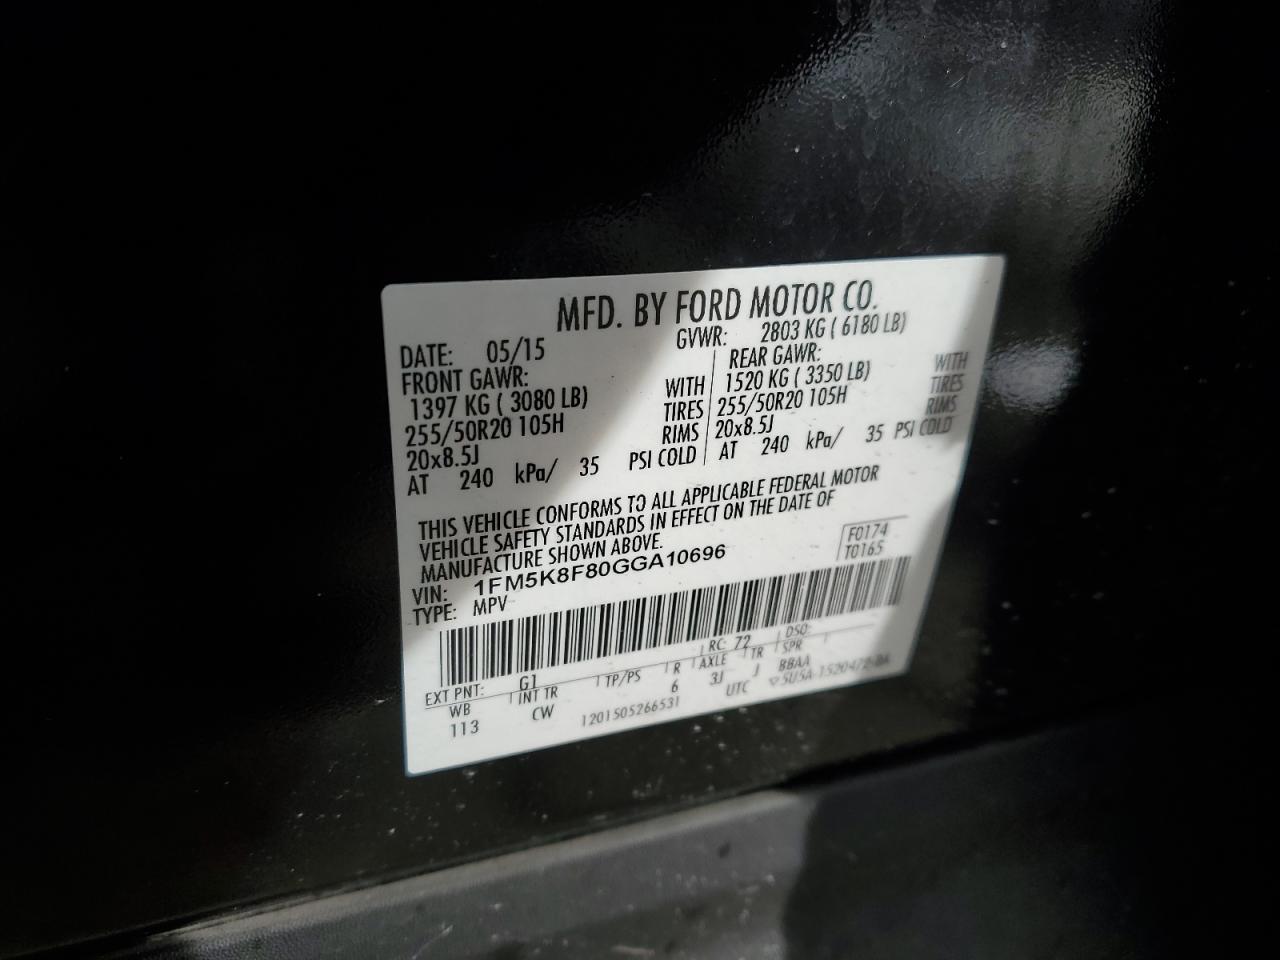 MFD. BY FORD MOTOR CO.
DATE: 05/15 GVWR: 2803 KG ( 6180 LB)
FRONT GAWR: REAR GAWR:
1397 KG ( 3080 LB) WITH 1520 KG ( 3350 LB) WITH
255/50R20 105H TIRES 255/50R20 105H TIRES
20x8.5J RIMS 20x8.5J RIMS
AT 240 kPa/ 35 PSI COLD AT 240 kPa/ 35 PSI COLD
THIS VEHICLE CONFORMS TO ALL APPLICABLE FEDERAL MOTOR
VEHICLE SAFETY STANDARDS IN EFFECT ON THE DATE OF
MANUFACTURE SHOWN ABOVE.
F0174
T0165
VIN: 1FM5K8F80GGA10696
TYPE: MPV
EXT PNT: G1 RC: 72 DSO:
WB INT TR TP/PS R AXLE TR SPR
113 CW 6 3J J BBAA
1201505266531 UTC 5U5A-1520472-DA